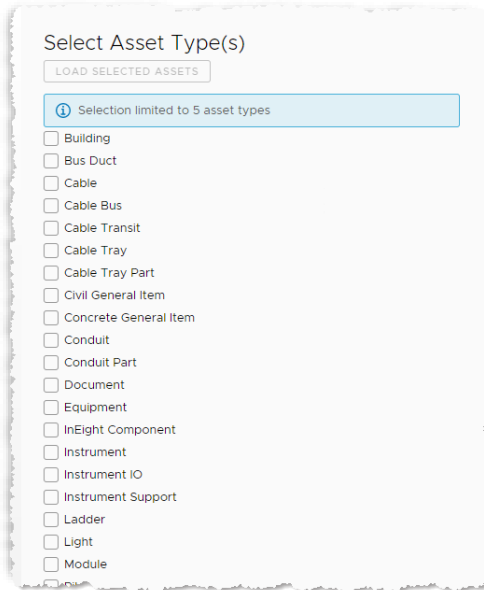 Select Asset Type(s)
LOAD SELECTED ASSETS
Selection limited to 5 asset types
Building
Bus Duct
Cable
Cable Bus
Cable Transit
Cable Tray
Cable Tray Part
Civil General Item
Concrete General Item
Conduit
Conduit Part
Document
Equipment
InEight Component
Instrument
Instrument IO
Instrument Support
Ladder
Light
Module